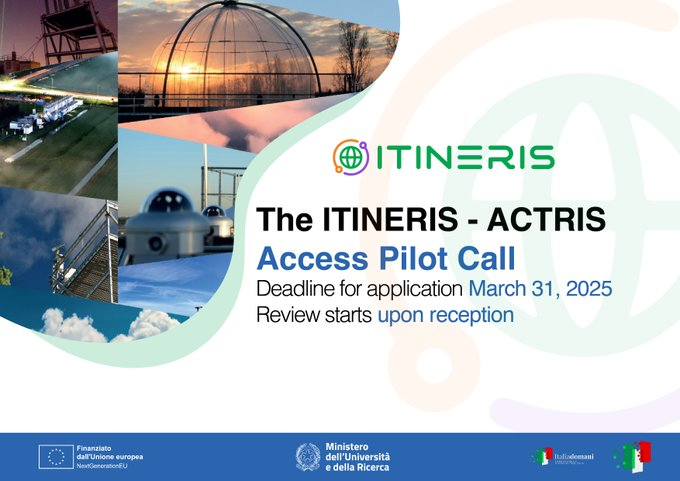 ITINERIS
The ITINERIS - ACTRIS
Access Pilot Call
Deadline for application March 31, 2025
Review starts upon reception
Finanziato
dall'Unione europea
NextGenerationEU
Ministero
dell'Università
e della Ricerca
Italiadomani